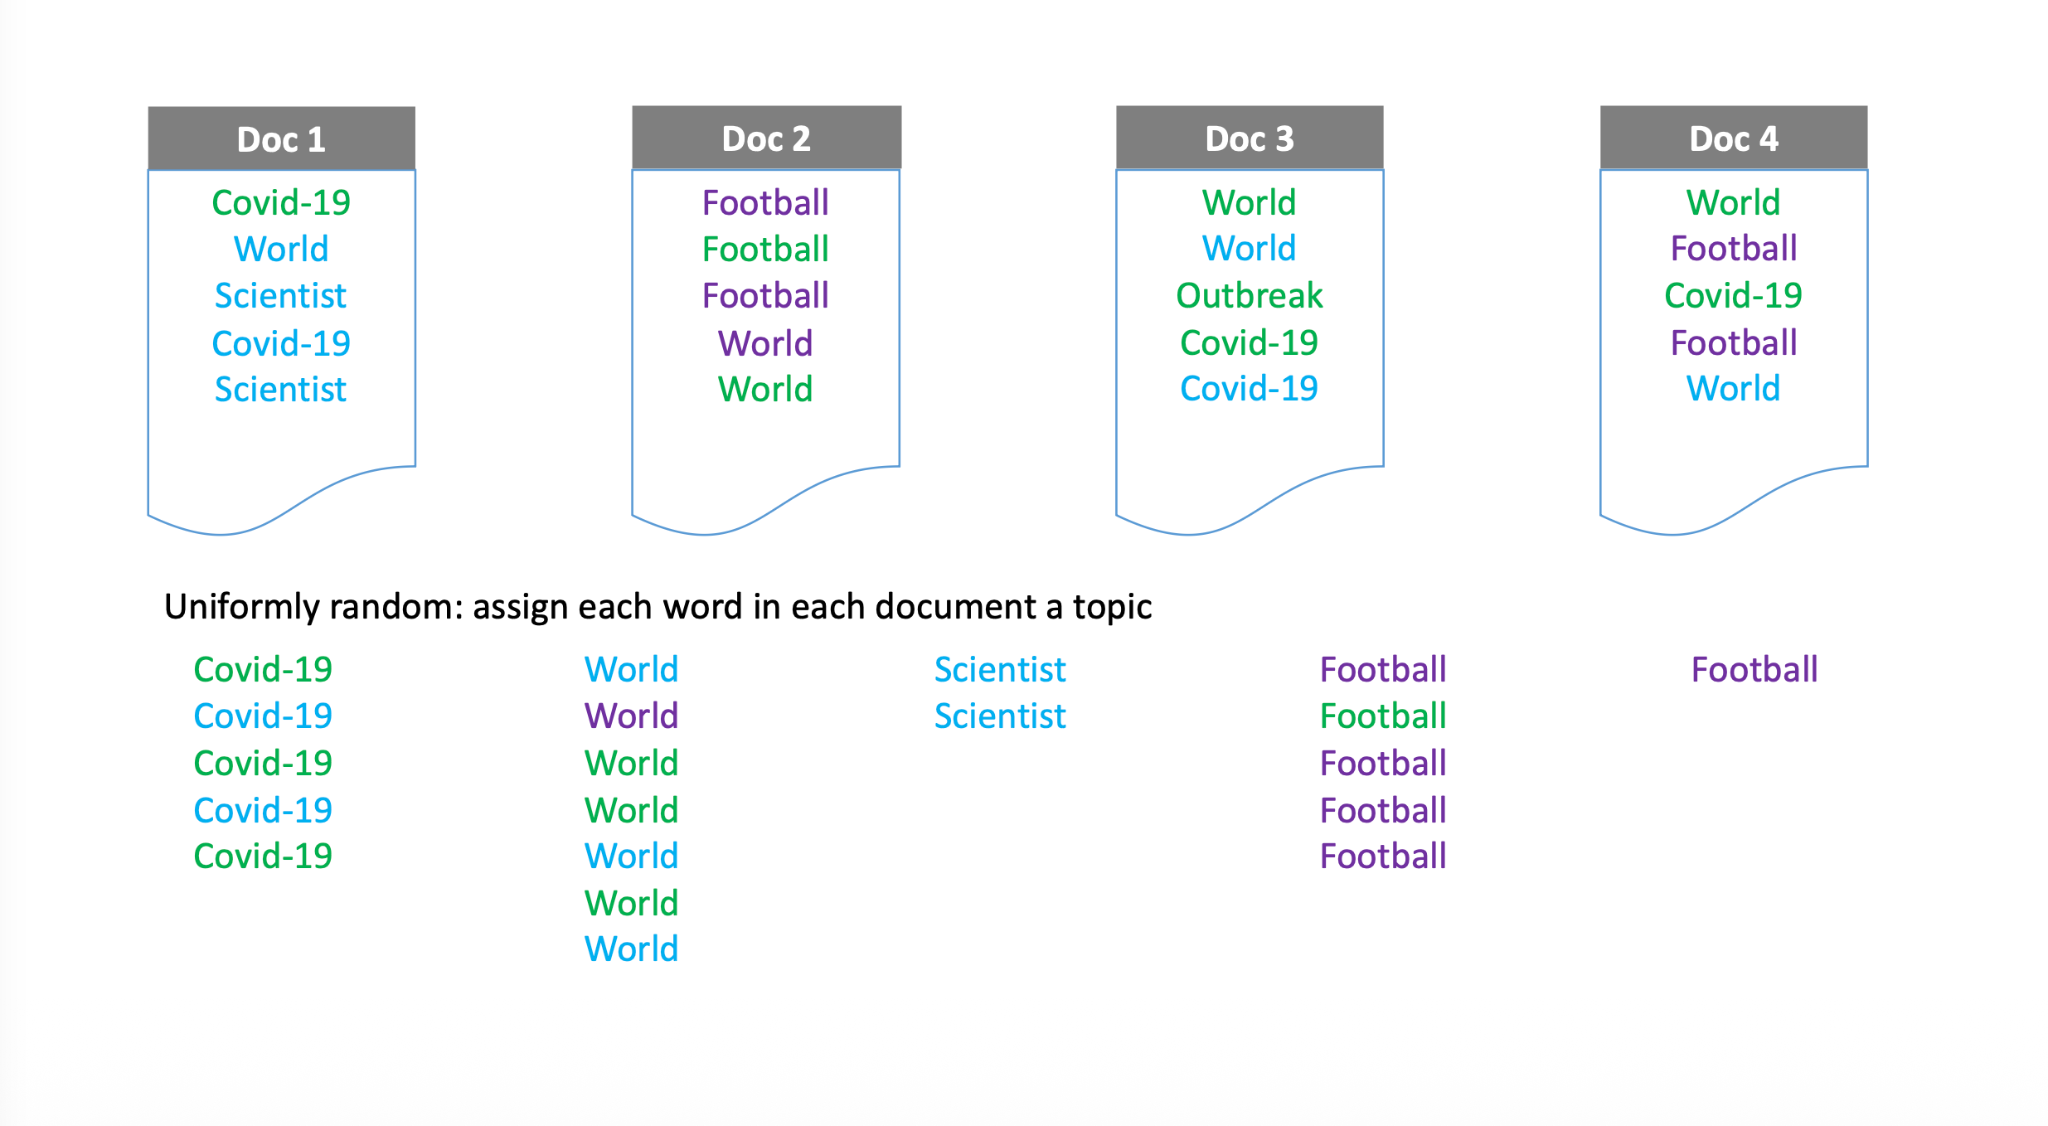 Doc 1
Covid-19
World
Scientist
Covid-19
Scientist
Doc 2
Football
Football
Football
World
World
Doc 3
World
World
Outbreak
Covid-19
Covid-19
Doc 4
World
Football
Covid-19
Football
World
Uniformly random: assign each word in each document a topic
Covid-19
Covid-19
Covid-19
Covid-19
Covid-19
World
World
World
World
World
World
World
Scientist
Scientist
Football
Football
Football
Football
Football
Football